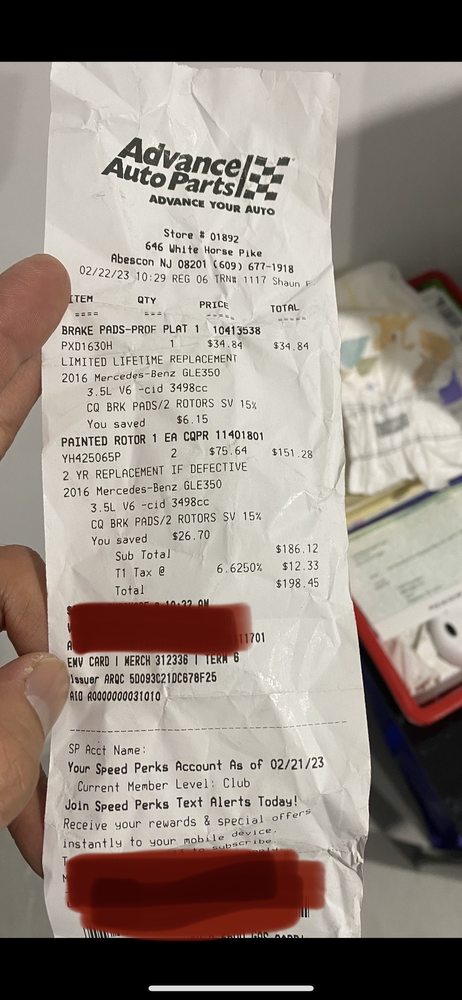 Advance
Auto Parts
ADVANCE YOUR AUTO
Store # 01892
646 White Horse Pike
Abescon NJ 08201 (609) 677-1918
02/22/23 10:29 REG 06 TRN# 1117 Shaun F
ITEM QTY PRICE TOTAL
==== --- ----- -----
BRAKE PADS-PROF PLAT 1 10413538
PXD1630H 1 $34.84 $34.84
LIMITED LIFETIME REPLACEMENT
2016 Mercedes-Benz GLE350
3.5L V6 -cid 3498cc
CQ BRK PADS/2 ROTORS SV 15%
You saved $6.15
PAINTED ROTOR 1 EA CQPR 11401801
YH425065P 2 $75.64 $151.28
2 YR REPLACEMENT IF DEFECTIVE
2016 Mercedes-Benz GLE350
3.5L V6 -cid 3498cc
CQ BRK PADS/2 ROTORS SV 15%
You saved $26.70
Sub Total $186.12
T1 Tax @ 6.6250% $12.33
Total $198.45
11701
EMV CARD | MERCH 312336 | TERM 6
Issuer ARQC 5D093C21DC678F25
AID A0000000031010
SP Acct Name:
Your Speed Perks Account As of 02/21/23
Current Member Level: Club
Join Speed Perks Text Alerts Today!
Receive your rewards & special offers
instantly to your mobile device.
subscribe